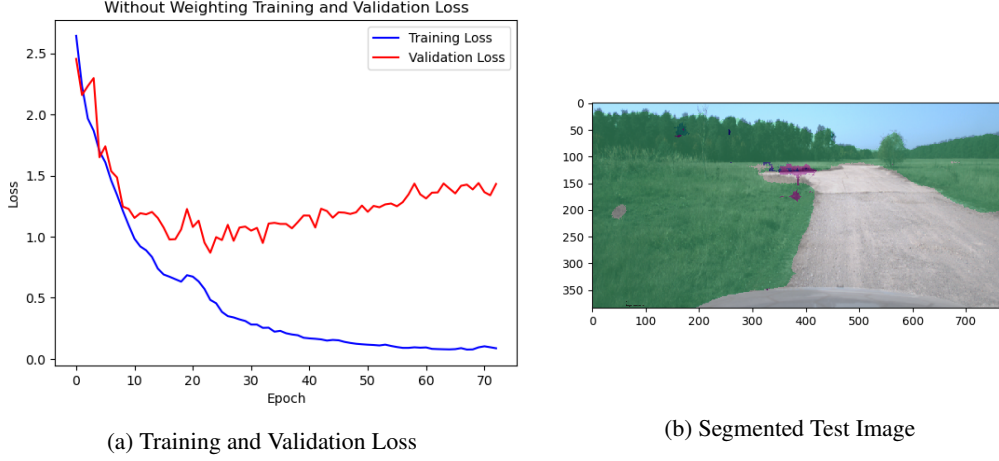 Without Weighting Training and Validation Loss
Training Loss
Validation Loss
2.5
2.0
1.5
1.0
0.5
0.0
Loss
0 10 20 30 40 50 60 70
Epoch
(a) Training and Validation Loss
0
50
100
150
200
250
300
350
0 100 200 300 400 500 600 700
(b) Segmented Test Image